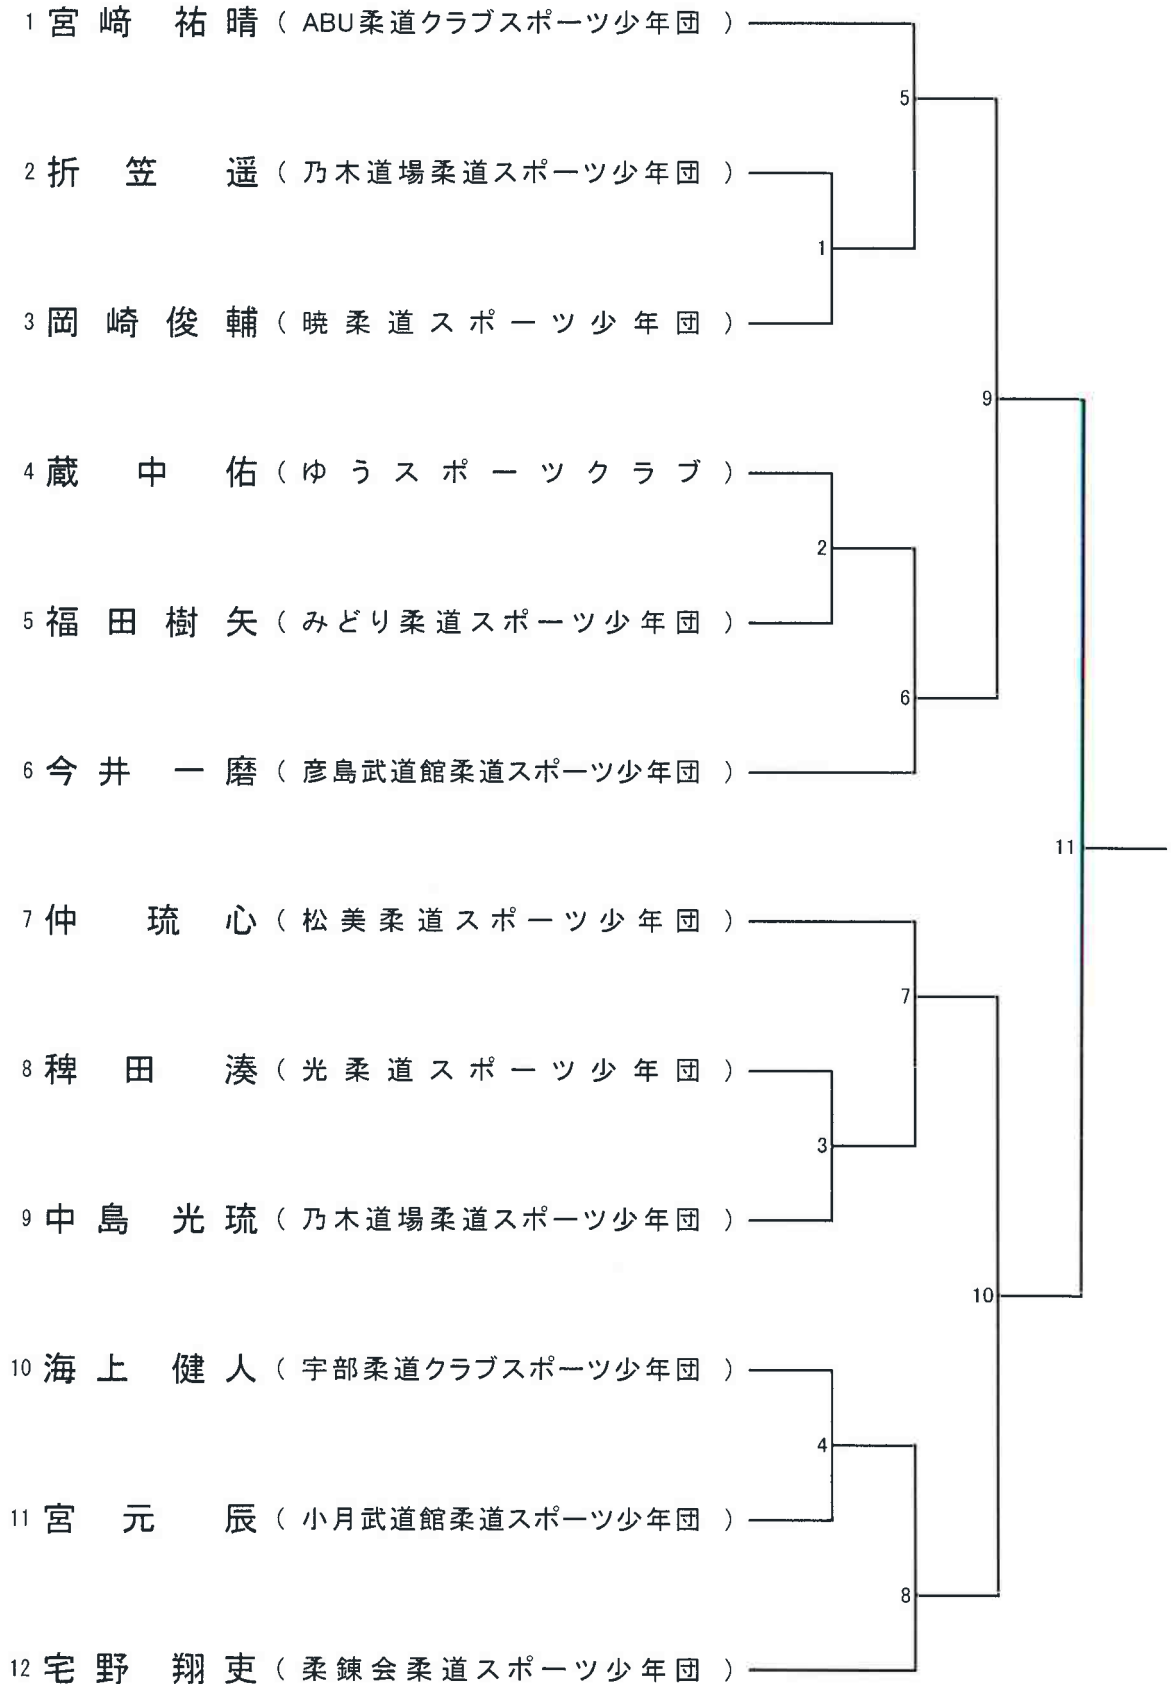 1 宮﨑 祐晴 ( ABU柔道クラブスポーツ少年団 )
5
2 折笠 遥 ( 乃木道場柔道スポーツ少年団 )
1
3 岡崎俊輔 ( 暁柔道スポーツ少年団 )
9
4 蔵中 佑 ( ゆうスポーツクラブ )
2
5 福田樹矢 ( みどり柔道スポーツ少年団 )
6
6 今井 一磨 ( 彦島武道館柔道スポーツ少年団 )
11
7 仲 琉心 ( 松美柔道スポーツ少年団 )
7
8 稗田 湊 ( 光柔道スポーツ少年団 )
3
9 中島 光琉 ( 乃木道場柔道スポーツ少年団 )
10
10 海上 健人 ( 宇部柔道クラブスポーツ少年団 )
4
11 宮元 辰 ( 小月武道館柔道スポーツ少年団 )
8
12 宅野 翔吏 ( 柔錬会柔道スポーツ少年団 )